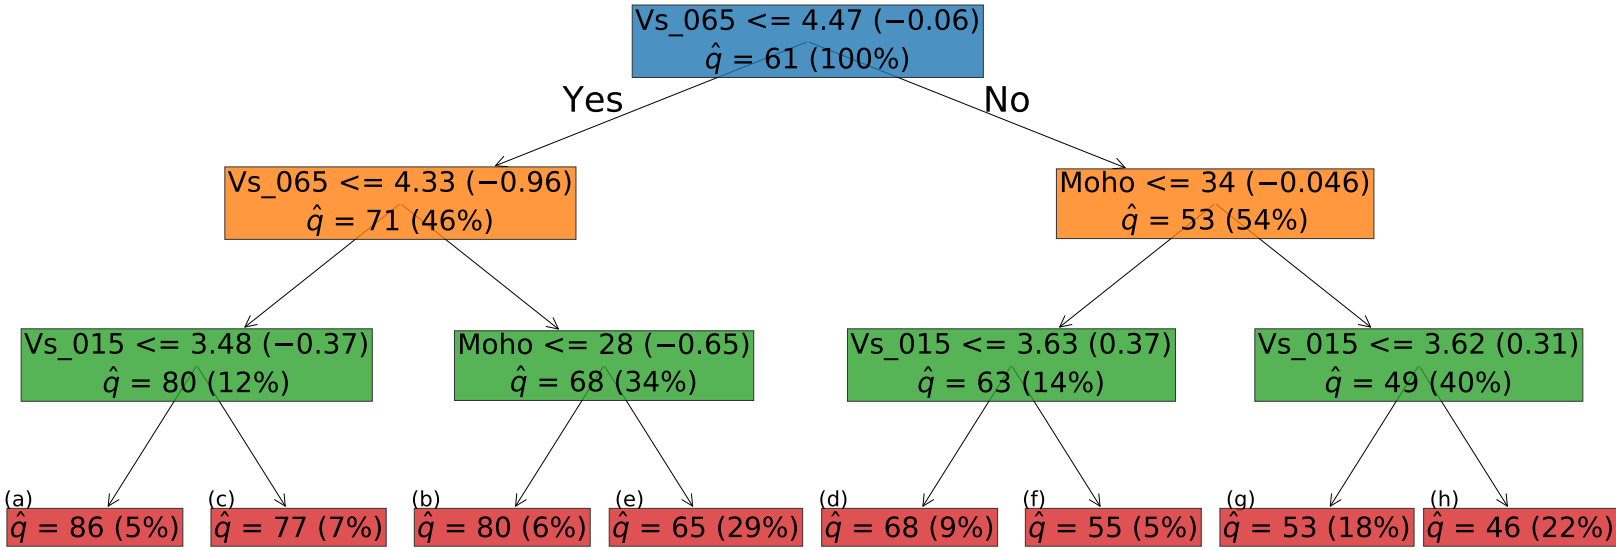 Vs_065 <= 4.47 (−0.06)
q̂ = 61 (100%)
Yes
No
Vs_065 <= 4.33 (−0.96)
q̂ = 71 (46%)
Moho <= 34 (−0.046)
q̂ = 53 (54%)
Vs_015 <= 3.48 (−0.37)
q̂ = 80 (12%)
Moho <= 28 (−0.65)
q̂ = 68 (34%)
Vs_015 <= 3.63 (0.37)
q̂ = 63 (14%)
Vs_015 <= 3.62 (0.31)
q̂ = 49 (40%)
(a)
q̂ = 86 (5%)
(c)
q̂ = 77 (7%)
(b)
q̂ = 80 (6%)
(e)
q̂ = 65 (29%)
(d)
q̂ = 68 (9%)
(f)
q̂ = 55 (5%)
(g)
q̂ = 53 (18%)
(h)
q̂ = 46 (22%)